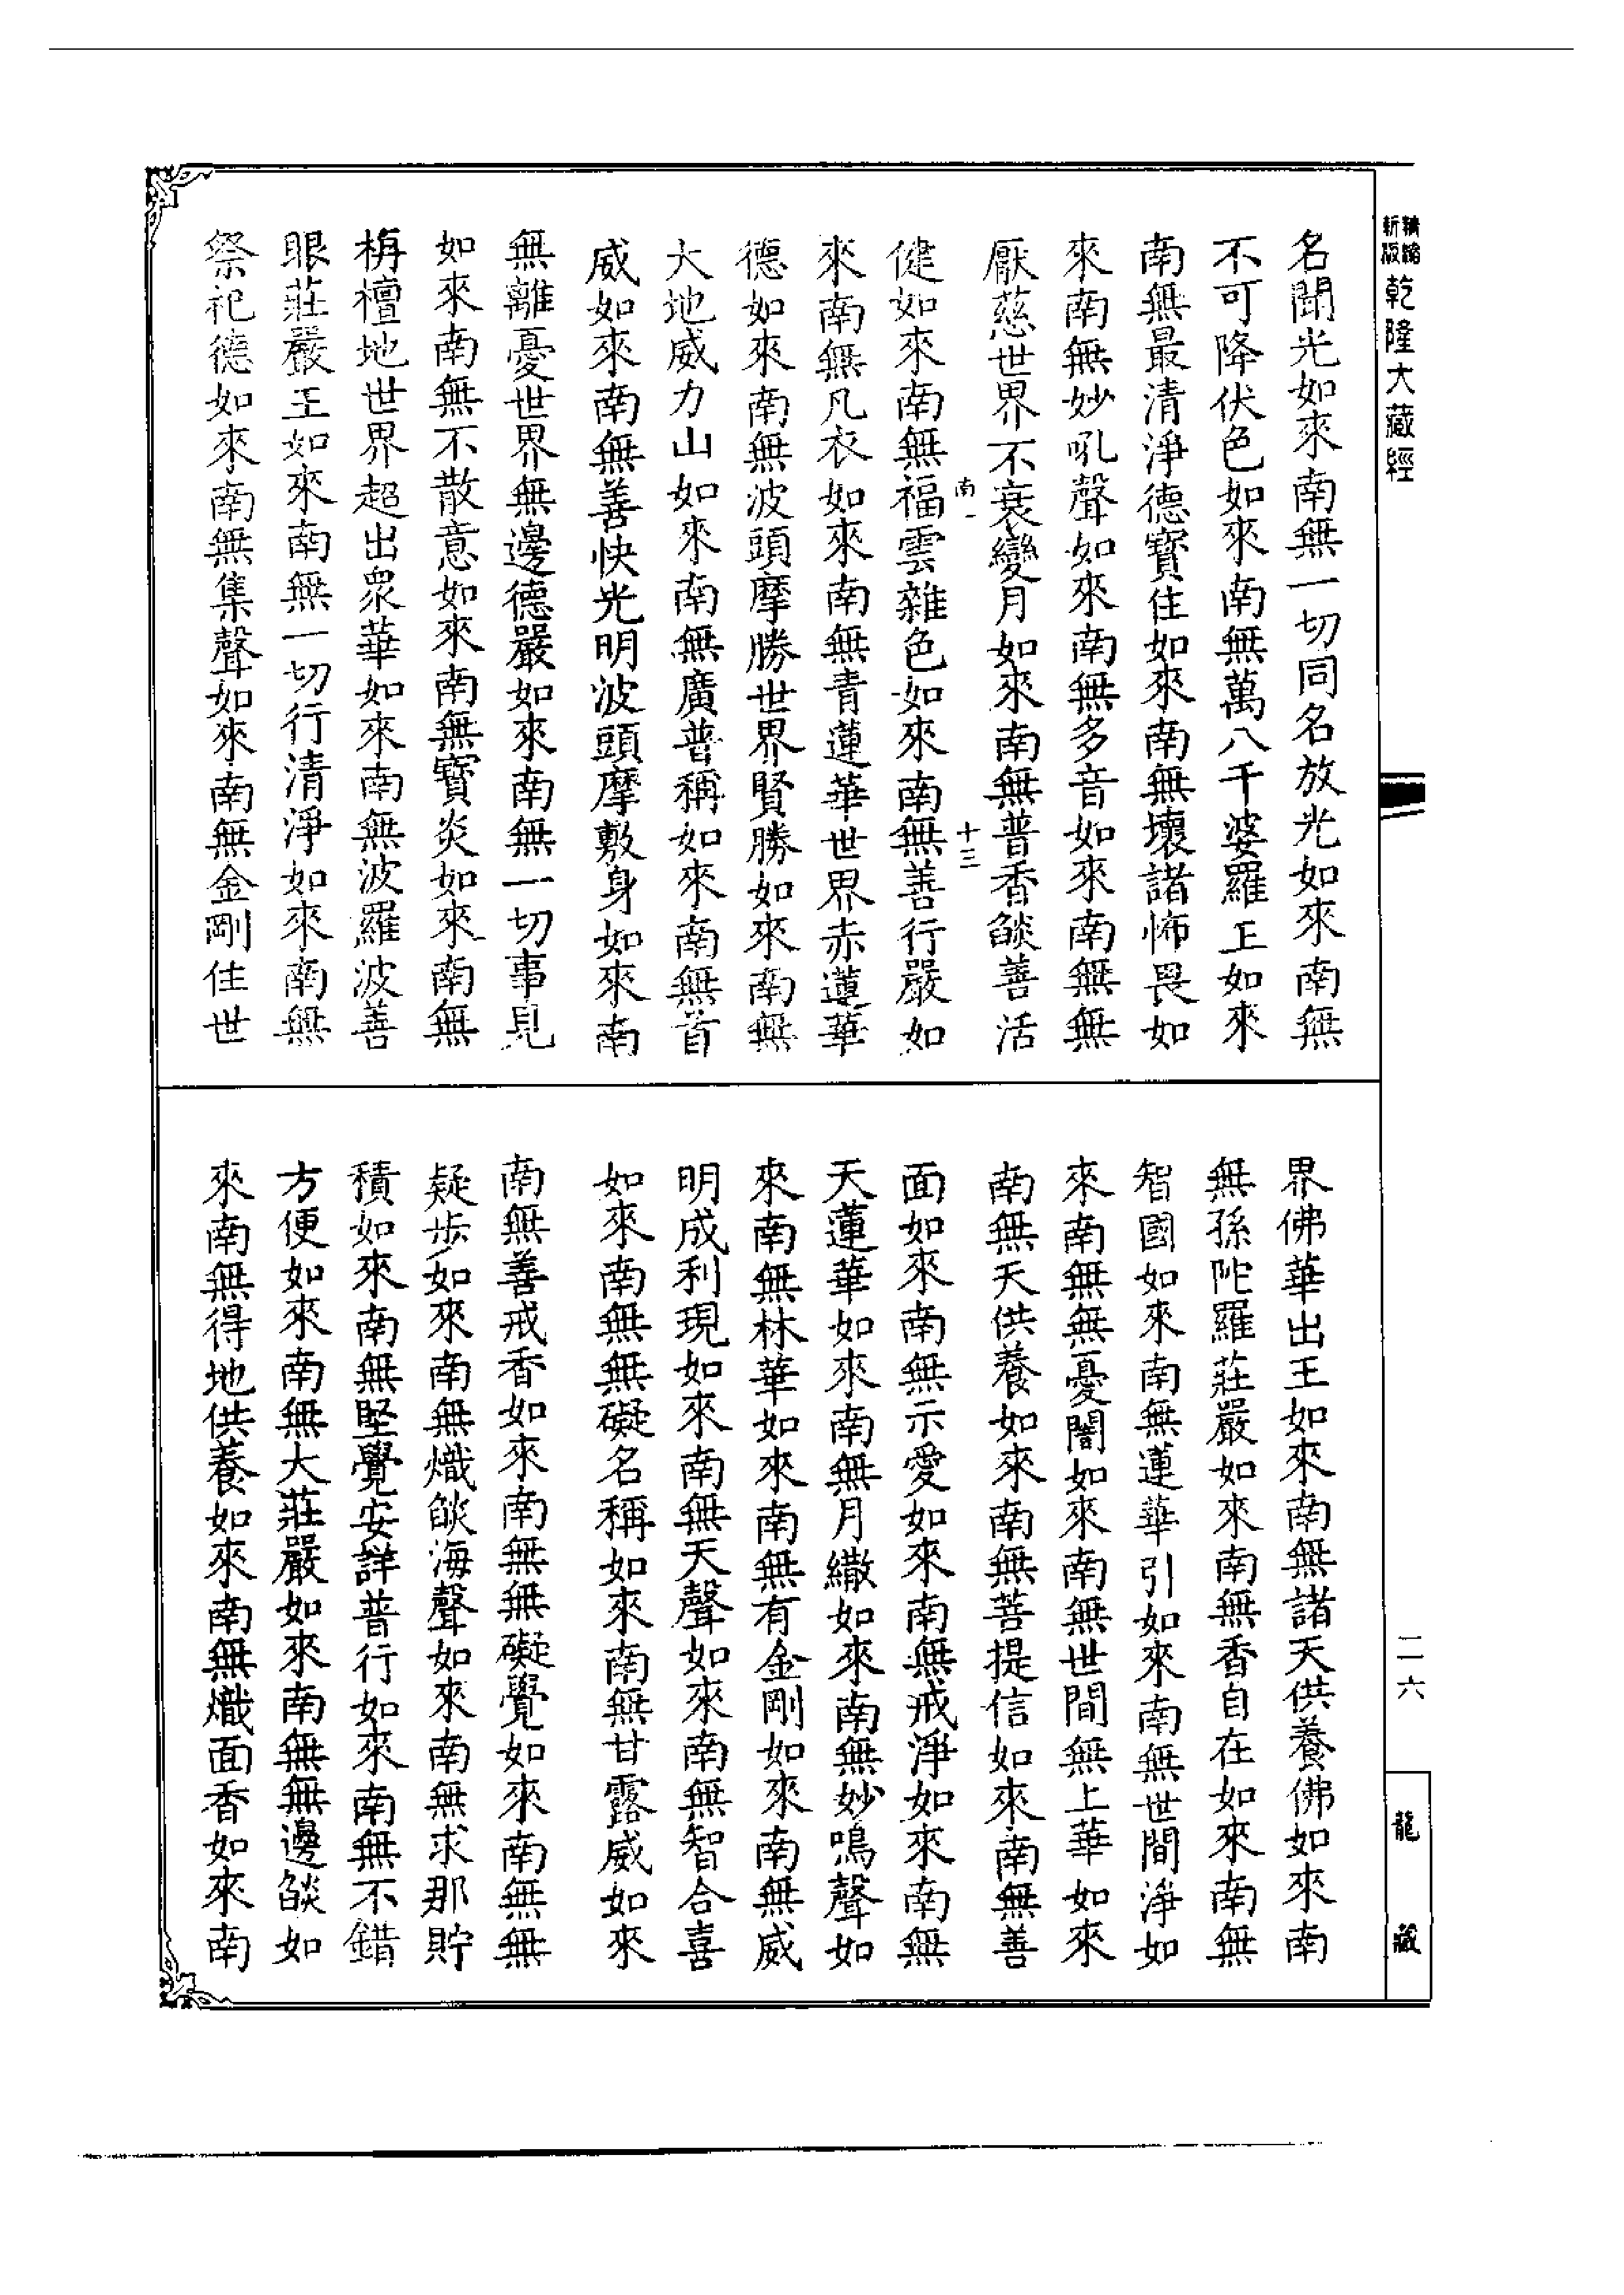 精縮
新版
乾隆大藏經
二六
龍藏
名聞光如來南無一切同名放光如來南無
不可降伏色如來南無萬八千婆羅王如來
南無最清淨德寶住如來南無壞諸怖畏如
來南無妙吼聲如來南無多音如來南無無
厭慈世界不衰變月如來南無普香燄善活
南一
十三
健如來南無福雲雜色如來南無善行嚴如
來南無凡衣如來南無青蓮華世界赤蓮華
德如來南無波頭摩勝世界賢勝如來南無
大地威力山如來南無廣普稱如來南無首
威如來南無善快光明波頭摩敷身如來南
無離憂世界無邊德嚴如來南無一切事見
如來南無不散意如來南無寶炎如來南無
栴檀地世界超出眾華如來南無波羅波善
眼莊嚴王如來南無一切行清淨如來南無
祭祀德如來南無集聲如來南無金剛住世
界佛華出王如來南無諸天供養佛如來南
無孫陀羅莊嚴如來南無香自在如來南無
智國如來南無蓮華引如來南無世間淨如
來南無無憂闇如來南無世間無上華如來
南無天供養如來南無菩提信如來南無善
面如來南無示愛如來南無戒淨如來南無
天蓮華如來南無月繖如來南無妙鳴聲如
來南無林華如來南無有金剛如來南無威
明成利現如來南無天聲如來南無智合喜
如來南無無礙名稱如來南無甘露威如來
南無善戒香如來南無無礙覺如來南無無
疑步如來南無熾燄海聲如來南無求那貯
積如來南無堅覺安詳普行如來南無不錯
方便如來南無大莊嚴如來南無無邊燄如
來南無得地供養如來南無熾面香如來南